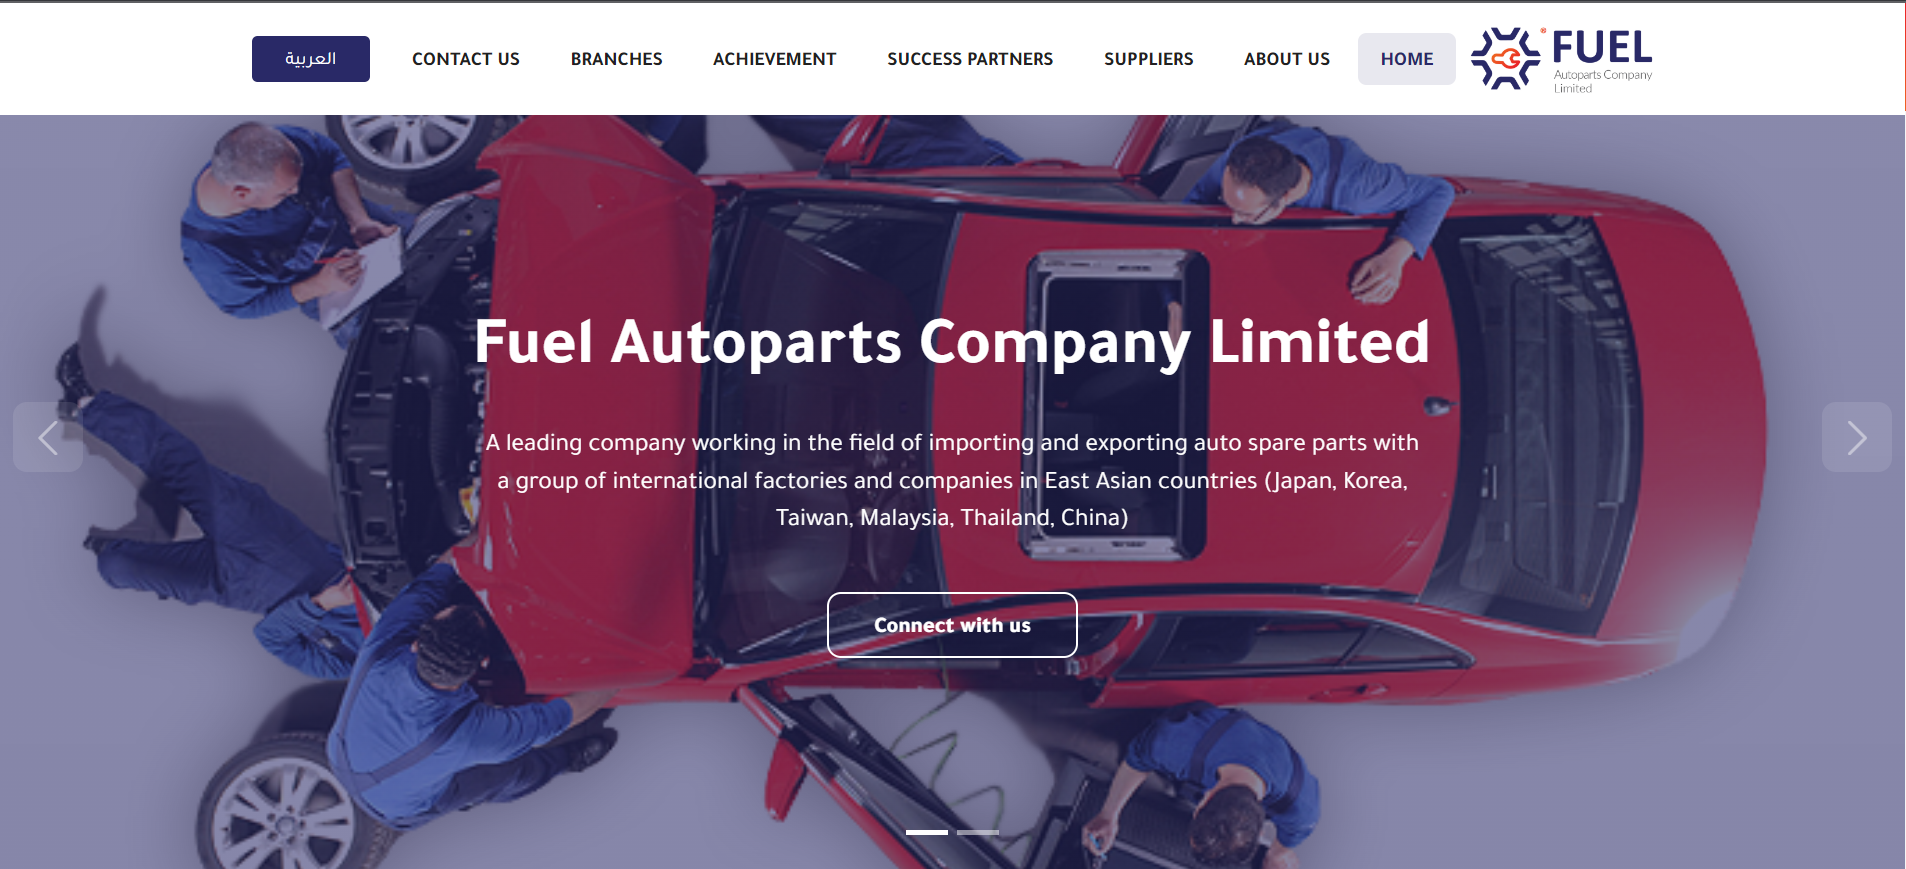 العربية
CONTACT US
BRANCHES
ACHIEVEMENT
SUCCESS PARTNERS
SUPPLIERS
ABOUT US
HOME
FUEL
Autoparts Company
Limited
Fuel Autoparts Company Limited
A leading company working in the field of importing and exporting auto spare parts with
a group of international factories and companies in East Asian countries (Japan, Korea,
Taiwan, Malaysia, Thailand, China)
Connect with us